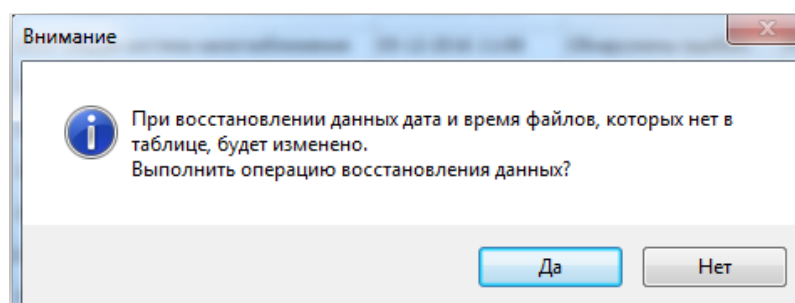 Внимание
При восстановлении данных дата и время файлов, которых нет в
таблице, будет изменено.
Выполнить операцию восстановления данных?
Да
Нет